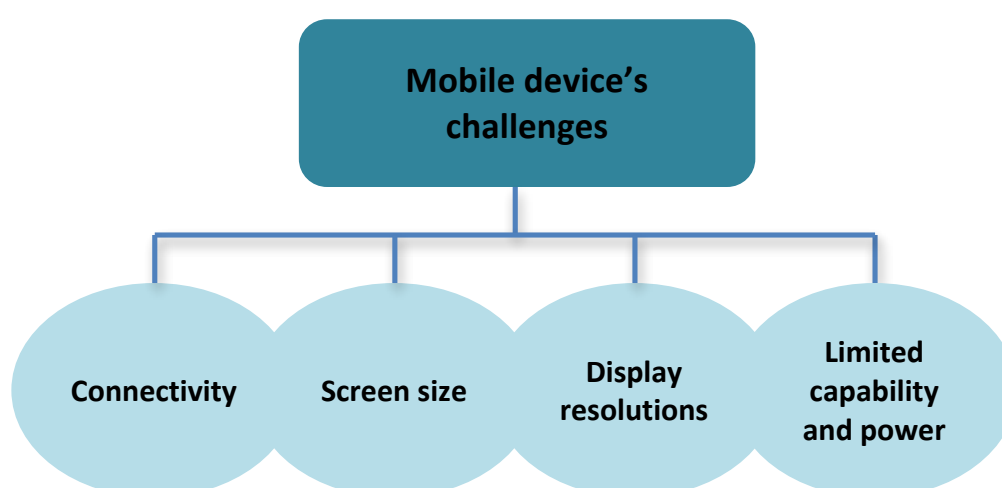 Mobile device’s
challenges
Connectivity
Screen size
Display
resolutions
Limited
capability
and power